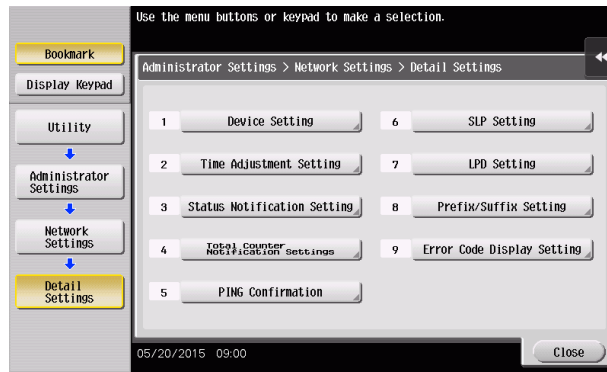 Use the menu buttons or keypad to make a selection.
Bookmark
Display Keypad
Utility
Administrator
Settings
Network
Settings
Detail
Settings
Administrator Settings > Network Settings > Detail Settings
1 Device Setting
2 Time Adjustment Setting
3 Status Notification Setting
4 Total Counter
Notification Settings
5 PING Confirmation
6 SLP Setting
7 LPD Setting
8 Prefix/Suffix Setting
9 Error Code Display Setting
05/20/2015 09:00
Close